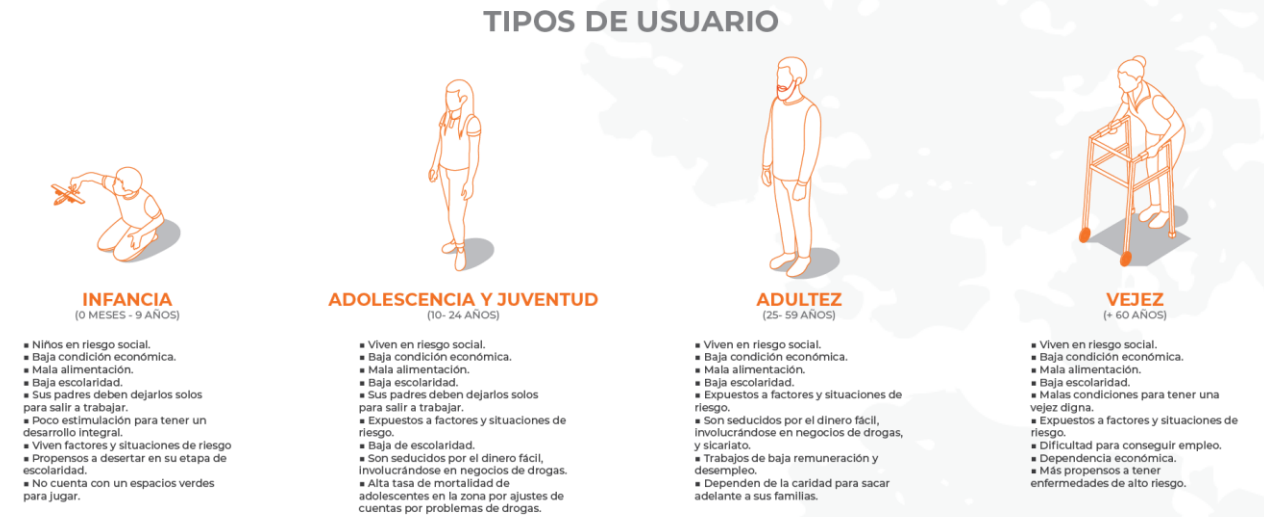 TIPOS DE USUARIO
INFANCIA
(0 MESES - 9 AÑOS)
▪ Niños en riesgo social.
▪ Baja condición económica.
▪ Mala alimentación.
▪ Baja escolaridad.
▪ Sus padres deben dejarlos solos
para salir a trabajar.
▪ Poco estimulación para tener un
desarrollo integral.
▪ Viven factores y situaciones de riesgo
▪ Propensos a desertar en su etapa de
escolaridad.
▪ No cuenta con un espacios verdes
para jugar.
ADOLESCENCIA Y JUVENTUD
(10- 24 AÑOS)
▪ Viven en riesgo social.
▪ Baja condición económica.
▪ Mala alimentación.
▪ Baja escolaridad.
▪ Sus padres deben dejarlos solos
para salir a trabajar.
▪ Expuestos a factores y situaciones de
riesgo.
▪ Baja de escolaridad.
▪ Son seducidos por el dinero fácil,
involucrándose en negocios de drogas.
▪ Alta tasa de mortalidad de
adolescentes en la zona por ajustes de
cuentas por problemas de drogas.
ADULTEZ
(25- 59 AÑOS)
▪ Viven en riesgo social.
▪ Baja condición económica.
▪ Mala alimentación.
▪ Baja escolaridad.
▪ Expuestos a factores y situaciones de
riesgo.
▪ Son seducidos por el dinero fácil,
involucrándose en negocios de drogas,
y sicariato.
▪ Trabajos de baja remuneración y
desempleo.
▪ Dependen de la caridad para sacar
adelante a sus familias.
VEJEZ
(+ 60 AÑOS)
▪ Viven en riesgo social.
▪ Baja condición económica.
▪ Mala alimentación.
▪ Baja escolaridad.
▪ Malas condiciones para tener una
vejez digna.
▪ Expuestos a factores y situaciones de
riesgo.
▪ Dificultad para conseguir empleo.
▪ Dependencia económica.
▪ Más propensos a tener
enfermedades de alto riesgo.